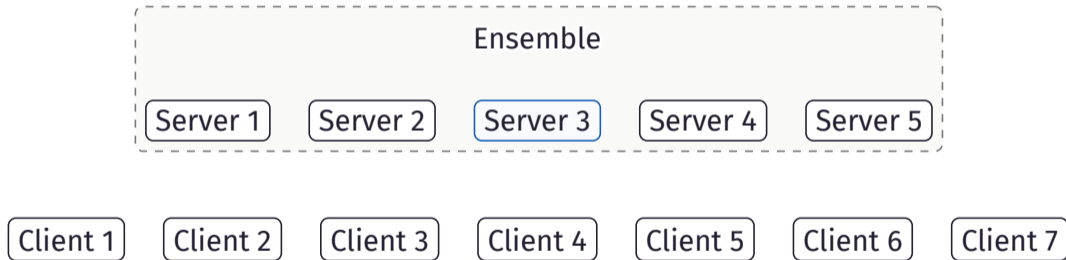 Ensemble
Server 1 Server 2 Server 3 Server 4 Server 5
Client 1 Client 2 Client 3 Client 4 Client 5 Client 6 Client 7